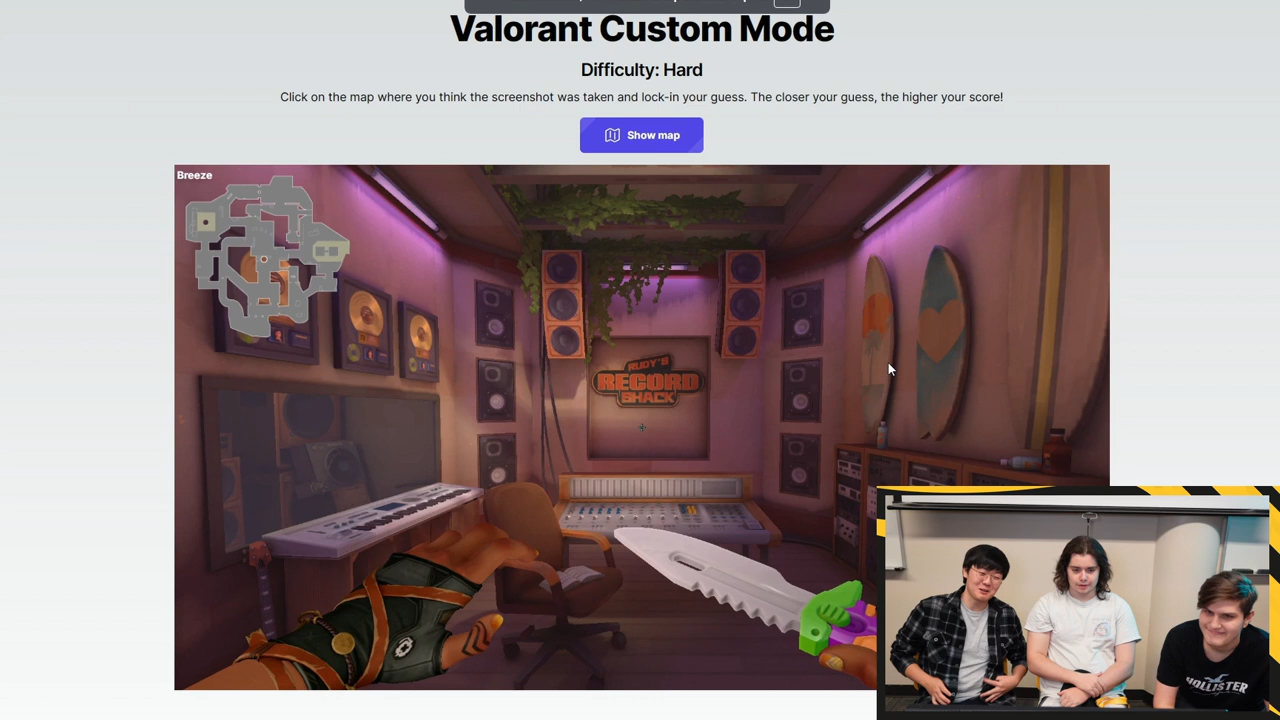 Valorant Custom Mode
Difficulty: Hard
Click on the map where you think the screenshot was taken and lock-in your guess. The closer your guess, the higher your score!
Show map
Breeze
RUDY'S
RECORD
SHACK
HOLLISTER